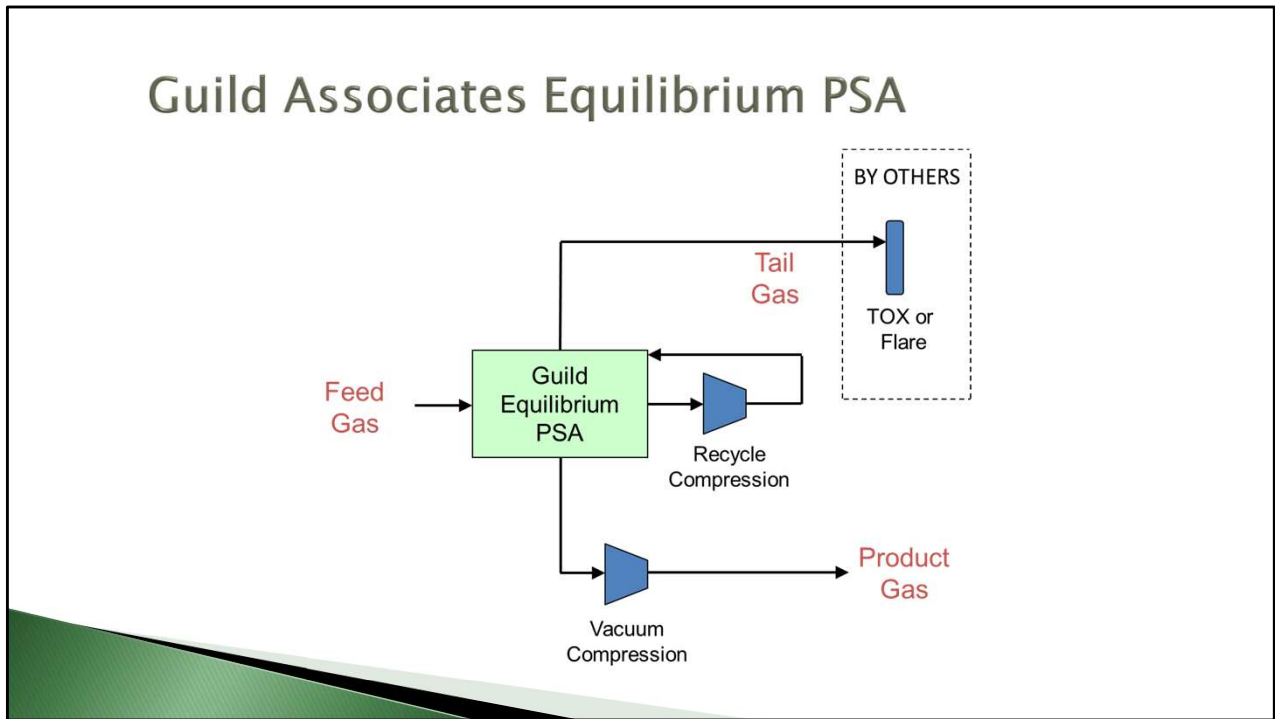 Guild Associates Equilibrium PSA
BY OTHERS
Tail
Gas
TOX or
Flare
Feed
Gas
Guild
Equilibrium
PSA
Recycle
Compression
Product
Gas
Vacuum
Compression